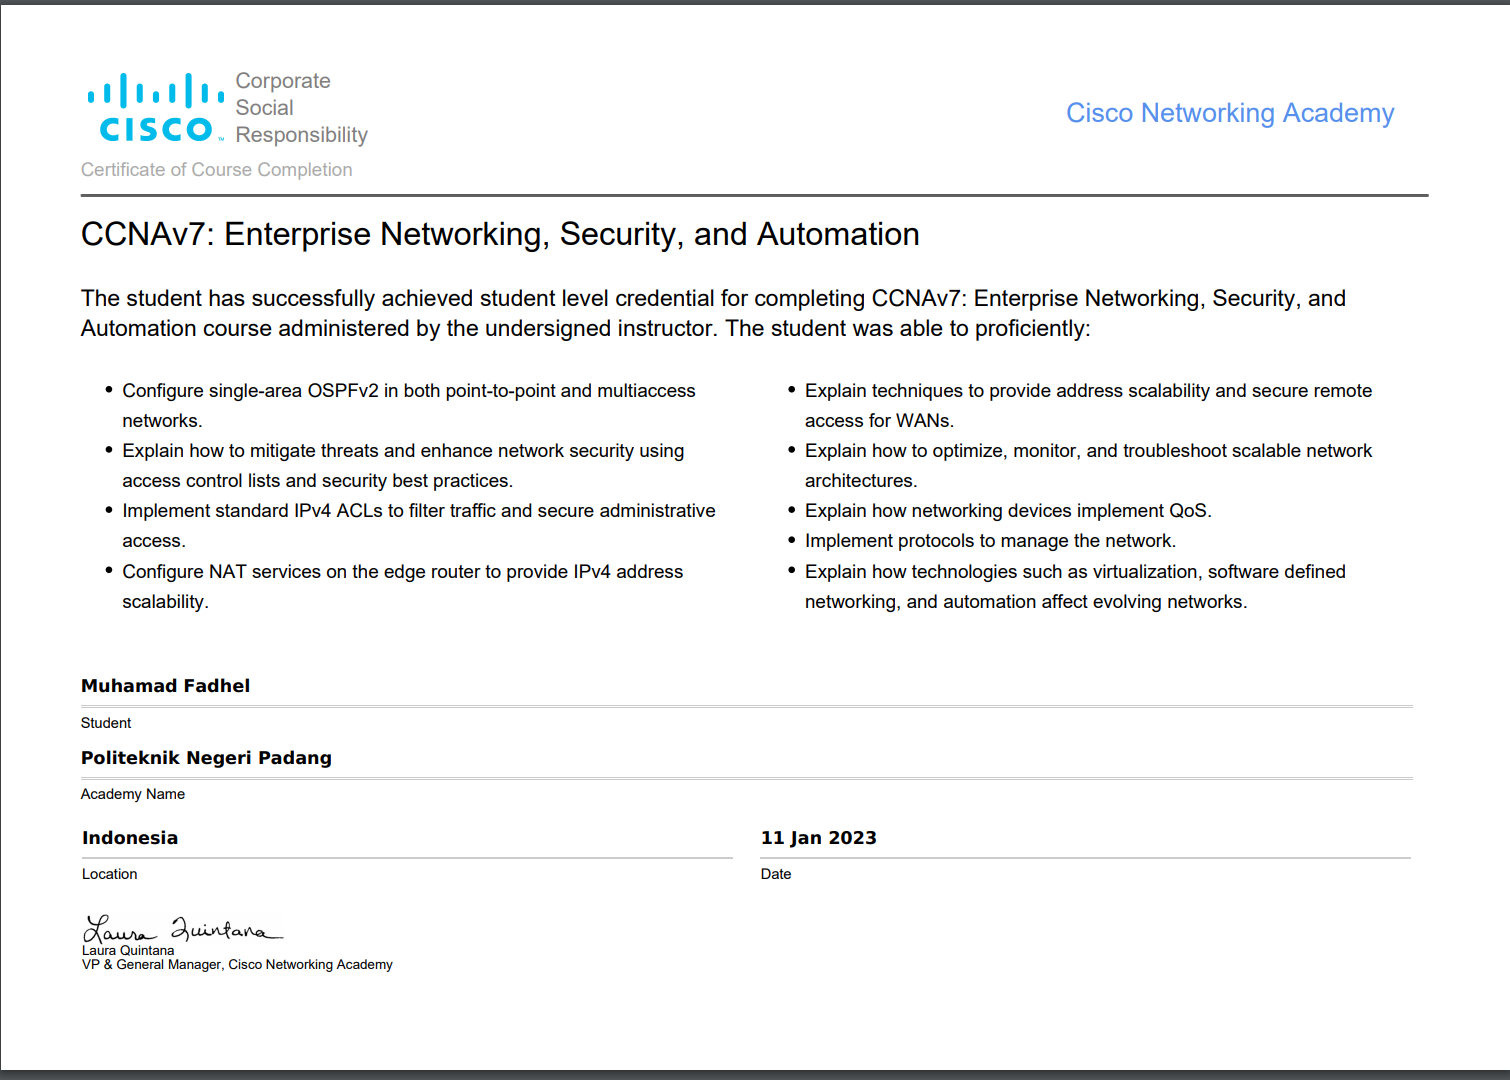 CISCO
Corporate
Social
Responsibility
Cisco Networking Academy
Certificate of Course Completion
CCNAv7: Enterprise Networking, Security, and Automation
The student has successfully achieved student level credential for completing CCNAv7: Enterprise Networking, Security, and
Automation course administered by the undersigned instructor. The student was able to proficiently:
• Configure single-area OSPFv2 in both point-to-point and multiaccess
networks.
• Explain how to mitigate threats and enhance network security using
access control lists and security best practices.
• Implement standard IPv4 ACLs to filter traffic and secure administrative
access.
• Configure NAT services on the edge router to provide IPv4 address
scalability.
• Explain techniques to provide address scalability and secure remote
access for WANs.
• Explain how to optimize, monitor, and troubleshoot scalable network
architectures.
• Explain how networking devices implement QoS.
• Implement protocols to manage the network.
• Explain how technologies such as virtualization, software defined
networking, and automation affect evolving networks.
Muhamad Fadhel
Student
Politeknik Negeri Padang
Academy Name
Indonesia
Location
11 Jan 2023
Date
Laura Quintana
Laura Quintana
VP & General Manager, Cisco Networking Academy